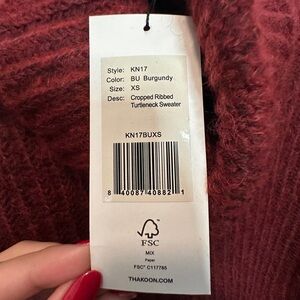 Style: KN17
Color: BU Burgundy
Size: XS
Desc: Cropped Ribbed
Turtleneck Sweater
KN17BUXS
8 40087 40882 1
FSC
MIX
Paper
FSC® C117785
THAKOON.COM